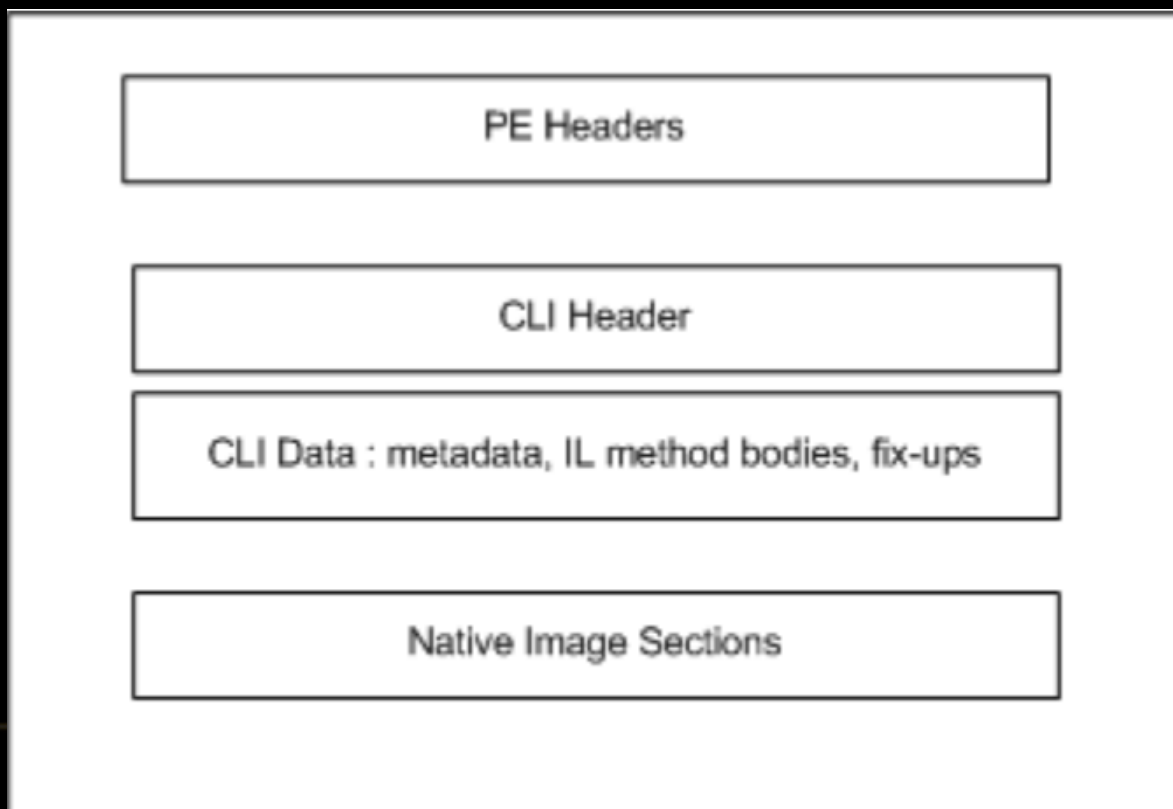 PE Headers
CLI Header
CLI Data : metadata, IL method bodies, fix-ups
Native Image Sections